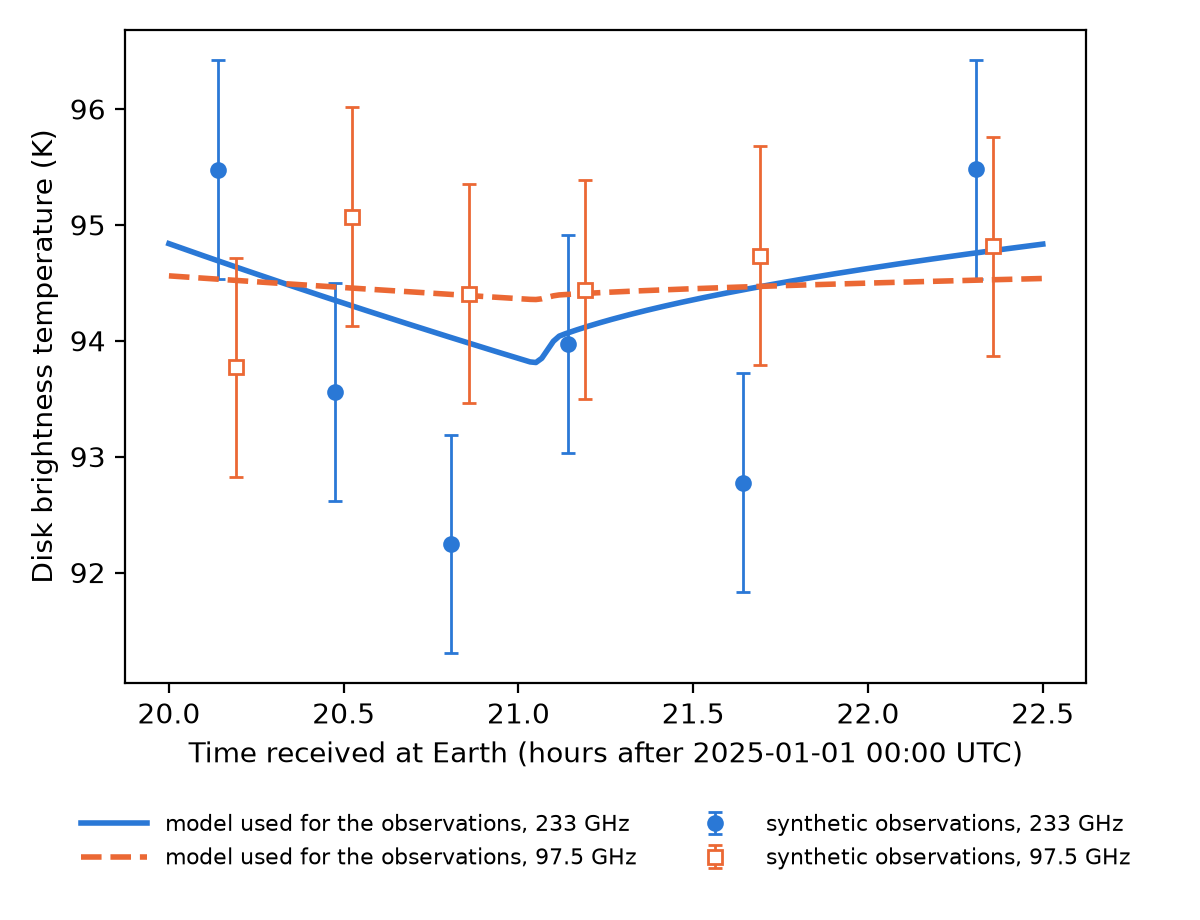 Disk brightness temperature (K)
96
95
94
93
92
20.0 20.5 21.0 21.5 22.0 22.5
Time received at Earth (hours after 2025-01-01 00:00 UTC)
model used for the observations, 233 GHz
model used for the observations, 97.5 GHz
synthetic observations, 233 GHz
synthetic observations, 97.5 GHz